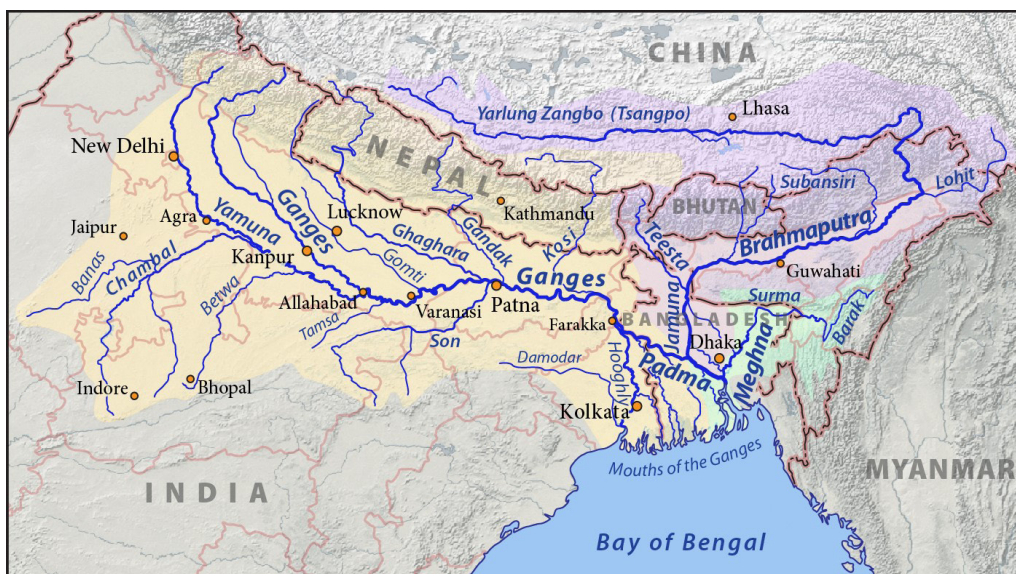 CHINA
Yarlung Zangbo (Tsangpo)
Lhasa
New Delhi
NEPAL
Subansiri
Lohit
BHUTAN
Kathmandu
Agra
Yamuna
Ganges
Lucknow
Jaipur
Ghaghara
Gandak
Kosi
Teesta
Brahmaputra
Chambal
Kanpur
Banas
Gomti
Ganges
Guwahati
Betwa
Allahabad
Varanasi
Patna
Surma
Tamsa
Farakka
BANGLADESH
Jamuna
Barak
Son
Dhaka
Meghna
Damodar
Hooghly
Padma
Indore
Bhopal
Kolkata
Mouths of the Ganges
MYANMAR
INDIA
Bay of Bengal